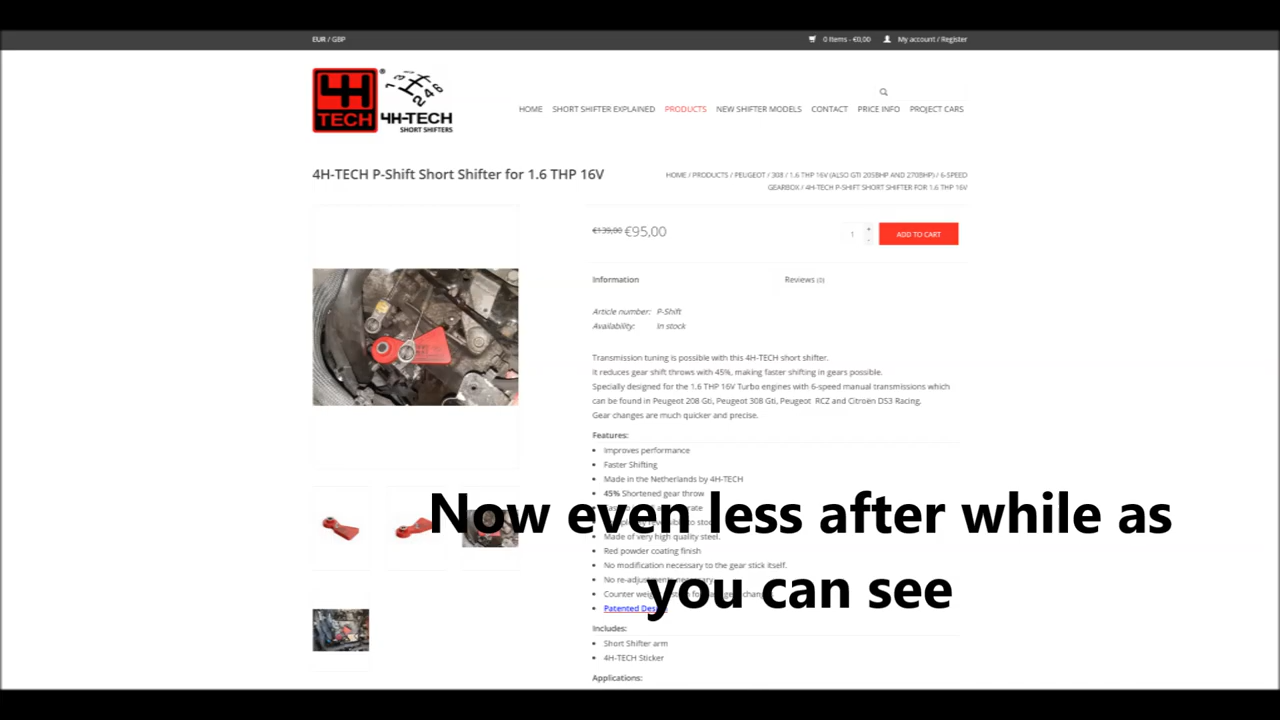 EUR / GBP
0 Items - €0,00
My account / Register
4H
TECH
4H-TECH
SHORT SHIFTERS
HOME
SHORT SHIFTER EXPLAINED
PRODUCTS
NEW SHIFTER MODELS
CONTACT
PRICE INFO
PROJECT CARS
4H-TECH P-Shift Short Shifter for 1.6 THP 16V
HOME / PRODUCTS / PEUGEOT / 308 / 1.6 THP 16V (ALSO GTI 205BHP AND 270BHP) / 6-SPEED
GEARBOX / 4H-TECH P-SHIFT SHORT SHIFTER FOR 1.6 THP 16V
€139,00 €95,00
1
+
-
ADD TO CART
Information
Reviews (0)
Article number: P-Shift
Availability: In stock
Transmission tuning is possible with this 4H-TECH short shifter.
It reduces gear shift throws with 45%, making faster shifting in gears possible.
Specially designed for the 1.6 THP 16V Turbo engines with 6-speed manual transmissions which
can be found in Peugeot 208 Gti, Peugeot 308 Gti, Peugeot RCZ and Citroën DS3 Racing.
Gear changes are much quicker and precise.
Features:
Improves performance
Faster Shifting
Made in the Netherlands by 4H-TECH
45% Shortened gear throw
Made of very high quality steel.
Red powder coating finish
No modification necessary to the gear stick itself.
No re-adjustments
Counter
Patented
Includes:
Short Shifter arm
4H-TECH Sticker
Applications:
Now even less after while as
you can see